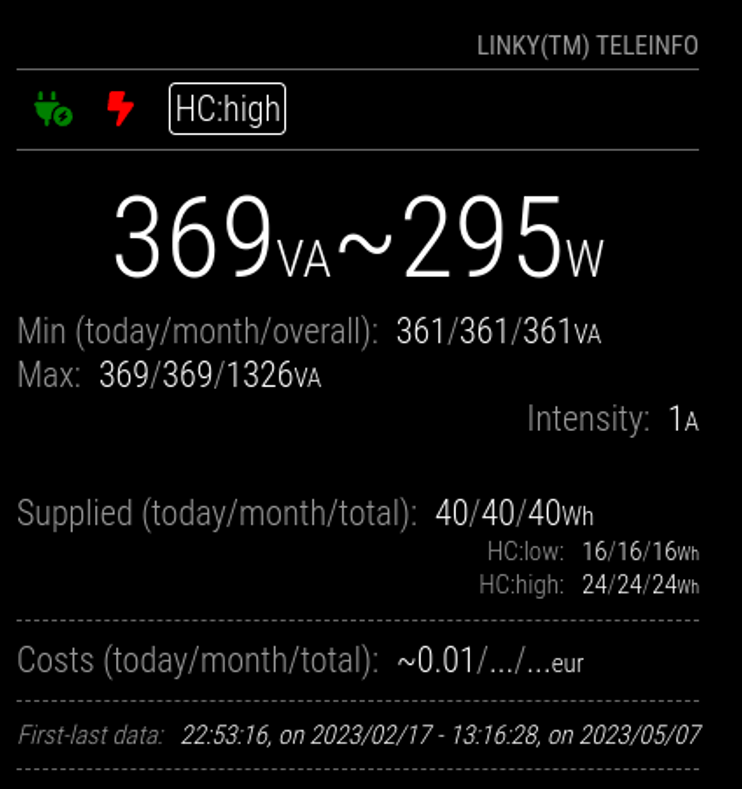 LINKY(TM) TELEINFO
HC:high
369VA~295W
Min (today/month/overall): 361/361/361VA
Max: 369/369/1326VA
Intensity: 1A
Supplied (today/month/total): 40/40/40Wh
HC:low: 16/16/16Wh
HC:high: 24/24/24Wh
Costs (today/month/total): ~0.01/.../...eur
First-last data: 22:53:16, on 2023/02/17 - 13:16:28, on 2023/05/07